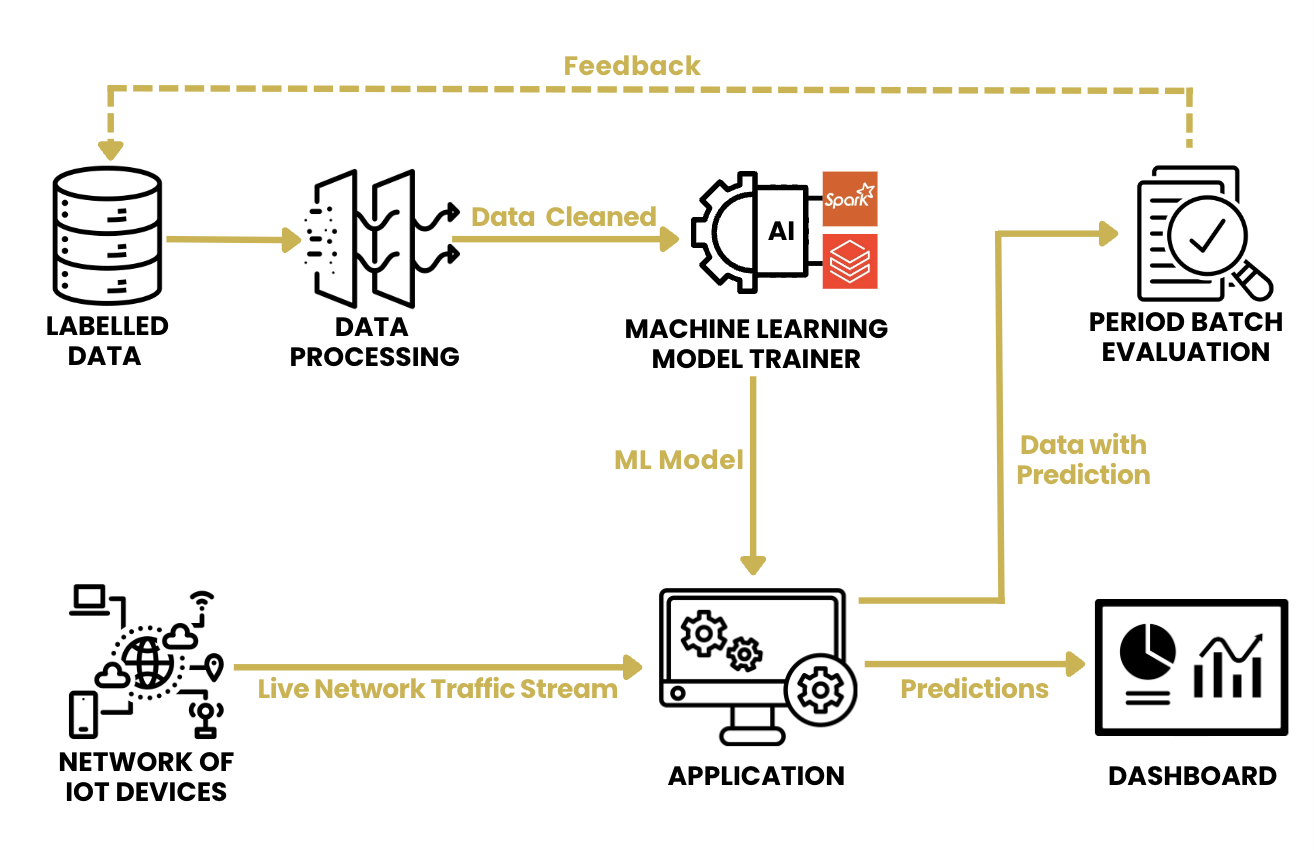 Feedback
Data Cleaned
AI
Spark
LABELLED
DATA
DATA
PROCESSING
MACHINE LEARNING
MODEL TRAINER
PERIOD BATCH
EVALUATION
ML Model
Data with
Prediction
Live Network Traffic Stream
Predictions
NETWORK OF
IOT DEVICES
APPLICATION
DASHBOARD